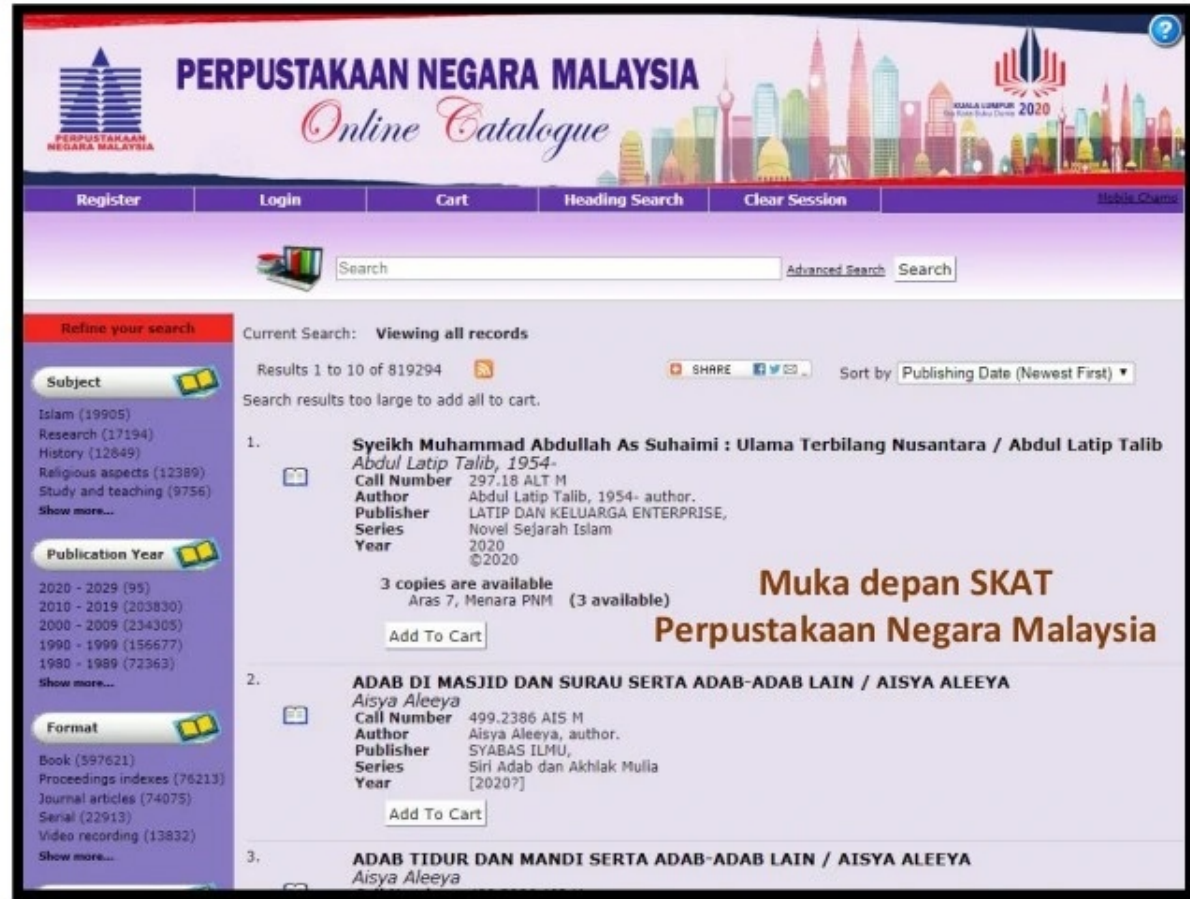 PERPUSTAKAAN NEGARA MALAYSIA
Online Catalogue
PERPUSTAKAAN
NEGARA MALAYSIA
KUALA LUMPUR 2020
Register Login Cart Heading Search Clear Session Mobile Chamo
Search Advanced Search Search
Refine your search
Subject
Islam (19905)
Research (17194)
History (12849)
Religious aspects (12389)
Study and teaching (9756)
Show more...
Publication Year
2020 - 2029 (95)
2010 - 2019 (203830)
2000 - 2009 (234305)
1990 - 1999 (156677)
1980 - 1989 (72363)
Show more...
Format
Book (597621)
Proceedings indexes (76213)
Journal articles (74075)
Serial (22913)
Video recording (13832)
Show more...
Current Search: Viewing all records
Results 1 to 10 of 819294
SHARE
Sort by Publishing Date (Newest First)
Search results too large to add all to cart.
1. Syeikh Muhammad Abdullah As Suhaimi : Ulama Terbilang Nusantara / Abdul Latip Talib
Abdul Latip Talib, 1954-
Call Number 297.18 ALT M
Author Abdul Latip Talib, 1954- author.
Publisher LATIP DAN KELUARGA ENTERPRISE,
Series Novel Sejarah Islam
Year 2020
©2020
3 copies are available
Aras 7, Menara PNM (3 available)
Add To Cart
Muka depan SKAT
Perpustakaan Negara Malaysia
2. ADAB DI MASJID DAN SURAU SERTA ADAB-ADAB LAIN / AISYA ALEEYA
Aisya Aleeya
Call Number 499.2386 AIS M
Author Aisya Aleeya, author.
Publisher SYABAS ILMU,
Series Siri Adab dan Akhlak Mulia
Year [2020?]
Add To Cart
3. ADAB TIDUR DAN MANDI SERTA ADAB-ADAB LAIN / AISYA ALEEYA
Aisya Aleeya